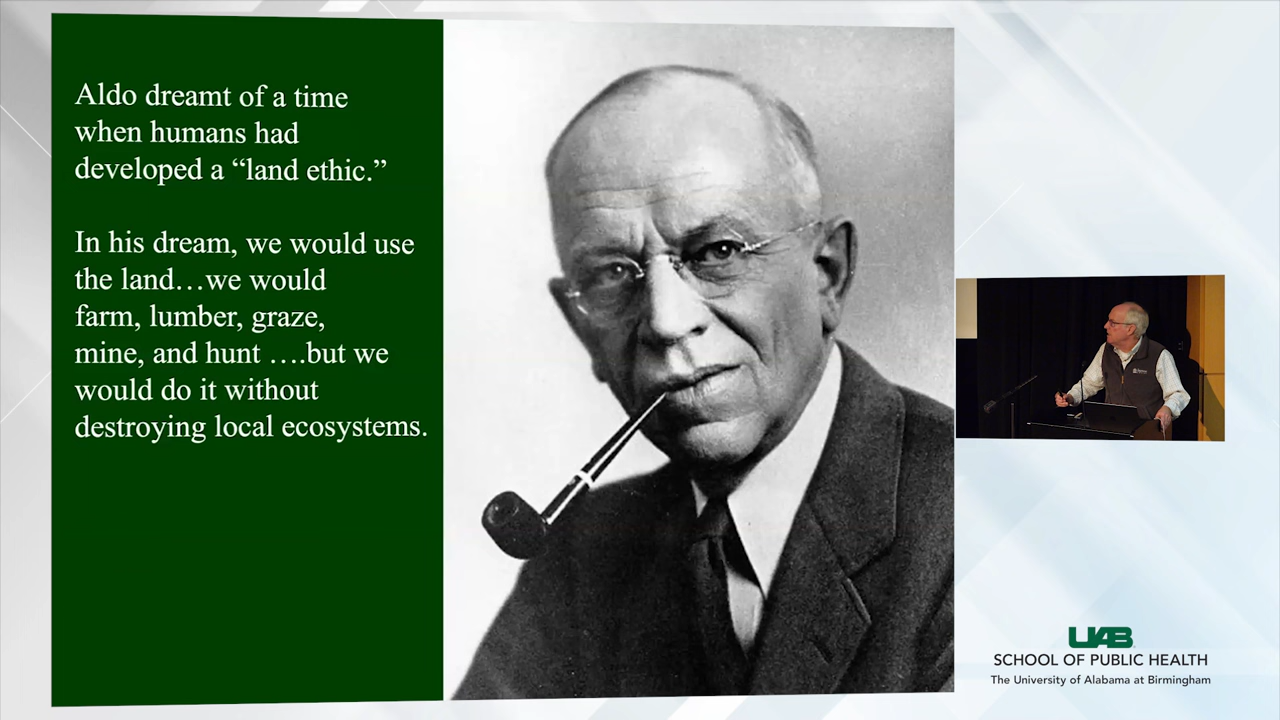 Aldo dreamt of a time
when humans had
developed a “land ethic.”
In his dream, we would use
the land…we would
farm, lumber, graze,
mine, and hunt ….but we
would do it without
destroying local ecosystems.
UAB
SCHOOL OF PUBLIC HEALTH
The University of Alabama at Birmingham